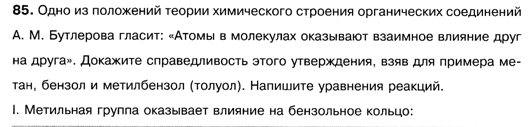 85. Одно из положений теории химического строения органических соединений
А. М. Бутлерова гласит: «Атомы в молекулах оказывают взаимное влияние друг
на друга». Докажите справедливость этого утверждения, взяв для примера ме-
тан, бензол и метилбензол (толуол). Напишите уравнения реакций.
I. Метильная группа оказывает влияние на бензольное кольцо: